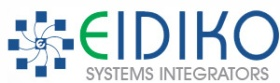 e
EIDIKO
SYSTEMS INTEGRATORS